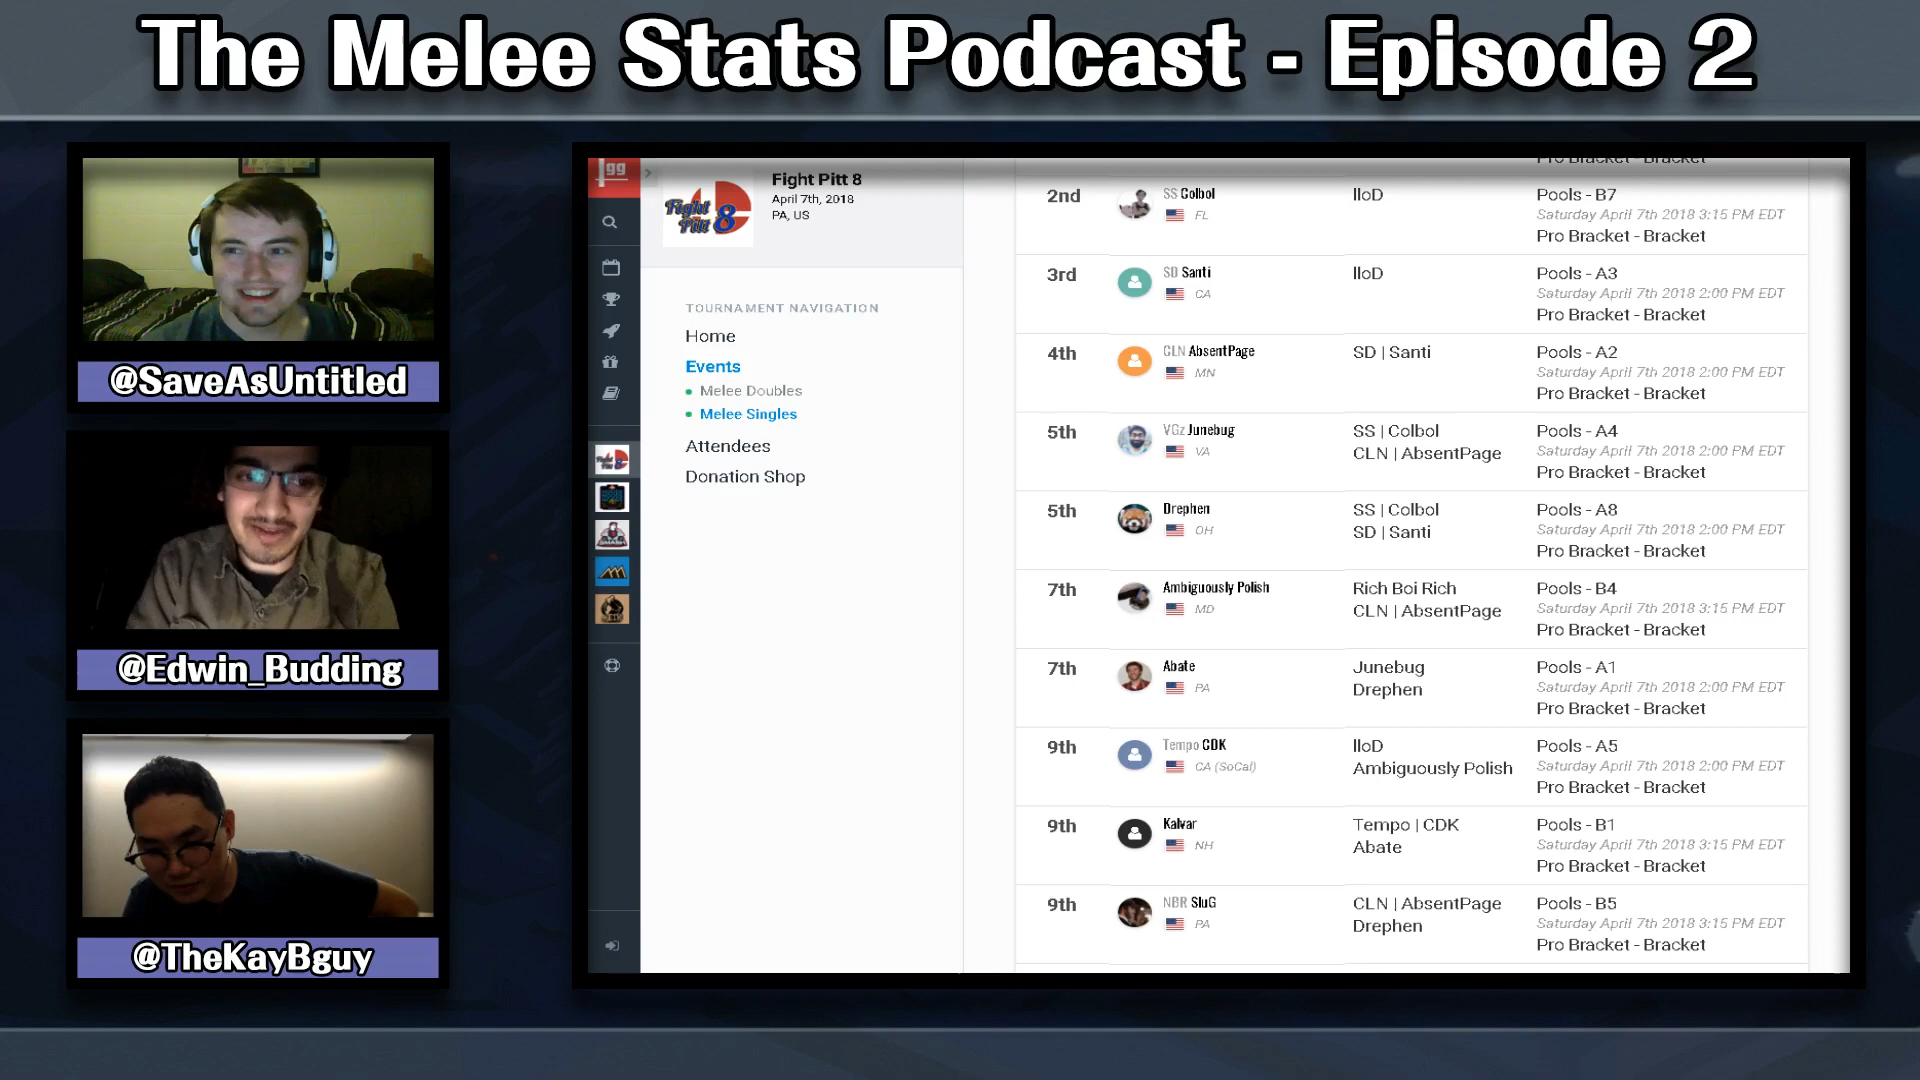 The Melee Stats Podcast - Episode 2
@SaveAsUntitled
@Edwin_Budding
@TheKayBguy
gg
Fight Pitt 8
Fight Pitt 8
April 7th, 2018
PA, US
TOURNAMENT NAVIGATION
Home
Events
Melee Doubles
Melee Singles
Attendees
Donation Shop
Pro Bracket - Bracket
2nd SS Colbol lloD Pools - B7
FL Saturday April 7th 2018 3:15 PM EDT
Pro Bracket - Bracket
3rd SD Santi lloD Pools - A3
CA Saturday April 7th 2018 2:00 PM EDT
Pro Bracket - Bracket
4th CLN AbsentPage SD | Santi Pools - A2
MN Saturday April 7th 2018 2:00 PM EDT
Pro Bracket - Bracket
5th VGz Junebug SS | Colbol Pools - A4
VA CLN | AbsentPage Saturday April 7th 2018 2:00 PM EDT
Pro Bracket - Bracket
5th Drephen SS | Colbol Pools - A8
OH SD | Santi Saturday April 7th 2018 2:00 PM EDT
Pro Bracket - Bracket
7th Ambiguously Polish Rich Boi Rich Pools - B4
MD CLN | AbsentPage Saturday April 7th 2018 3:15 PM EDT
Pro Bracket - Bracket
7th Abate Junebug Pools - A1
PA Drephen Saturday April 7th 2018 2:00 PM EDT
Pro Bracket - Bracket
9th Tempo CDK lloD Pools - A5
CA (SoCal) Ambiguously Polish Saturday April 7th 2018 2:00 PM EDT
Pro Bracket - Bracket
9th Kalvar Tempo | CDK Pools - B1
NH Abate Saturday April 7th 2018 3:15 PM EDT
Pro Bracket - Bracket
9th NBR SluG CLN | AbsentPage Pools - B5
PA Drephen Saturday April 7th 2018 3:15 PM EDT
Pro Bracket - Bracket